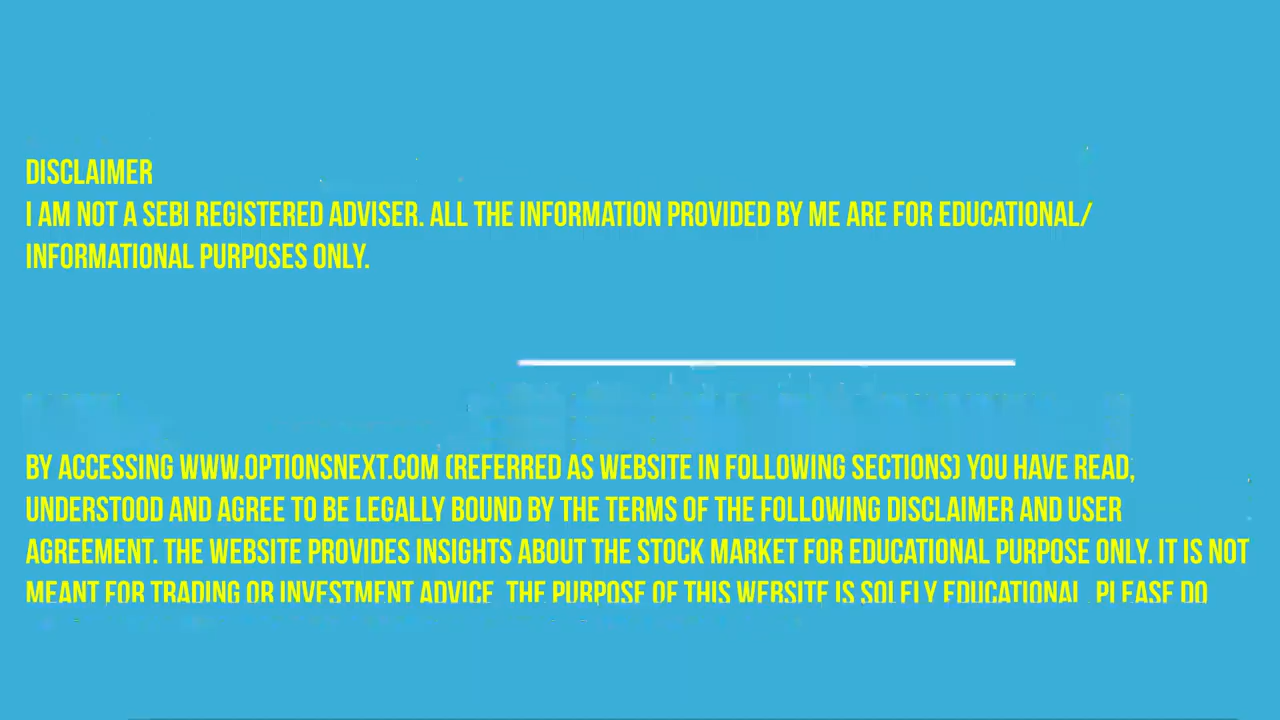 DISCLAIMER
I AM NOT A SEBI REGISTERED ADVISER. ALL THE INFORMATION PROVIDED BY ME ARE FOR EDUCATIONAL/
INFORMATIONAL PURPOSES ONLY.
BY ACCESSING WWW.OPTIONSNEXT.COM (REFERRED AS WEBSITE IN FOLLOWING SECTIONS) YOU HAVE READ,
UNDERSTOOD AND AGREE TO BE LEGALLY BOUND BY THE TERMS OF THE FOLLOWING DISCLAIMER AND USER
AGREEMENT. THE WEBSITE PROVIDES INSIGHTS ABOUT THE STOCK MARKET FOR EDUCATIONAL PURPOSE ONLY. IT IS NOT
MEANT FOR TRADING OR INVESTMENT ADVICE. THE PURPOSE OF THIS WEBSITE IS SOLELY EDUCATIONAL. PLEASE DO